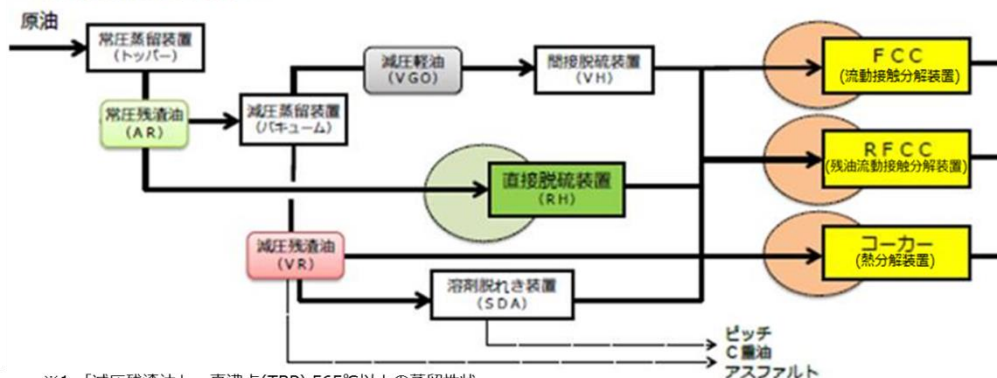 原油
常圧蒸留装置
(トッパー)
常圧残渣油
(AR)
減圧蒸留装置
(バキューム)
減圧軽油
(VGO)
間接脱硫装置
(VH)
直接脱硫装置
(RH)
減圧残渣油
(VR)
溶剤脱れき装置
(SDA)
FCC
(流動接触分解装置)
RFCC
(残油流動接触分解装置)
コーカー
(熱分解装置)
ピッチ
C重油
アスファルト